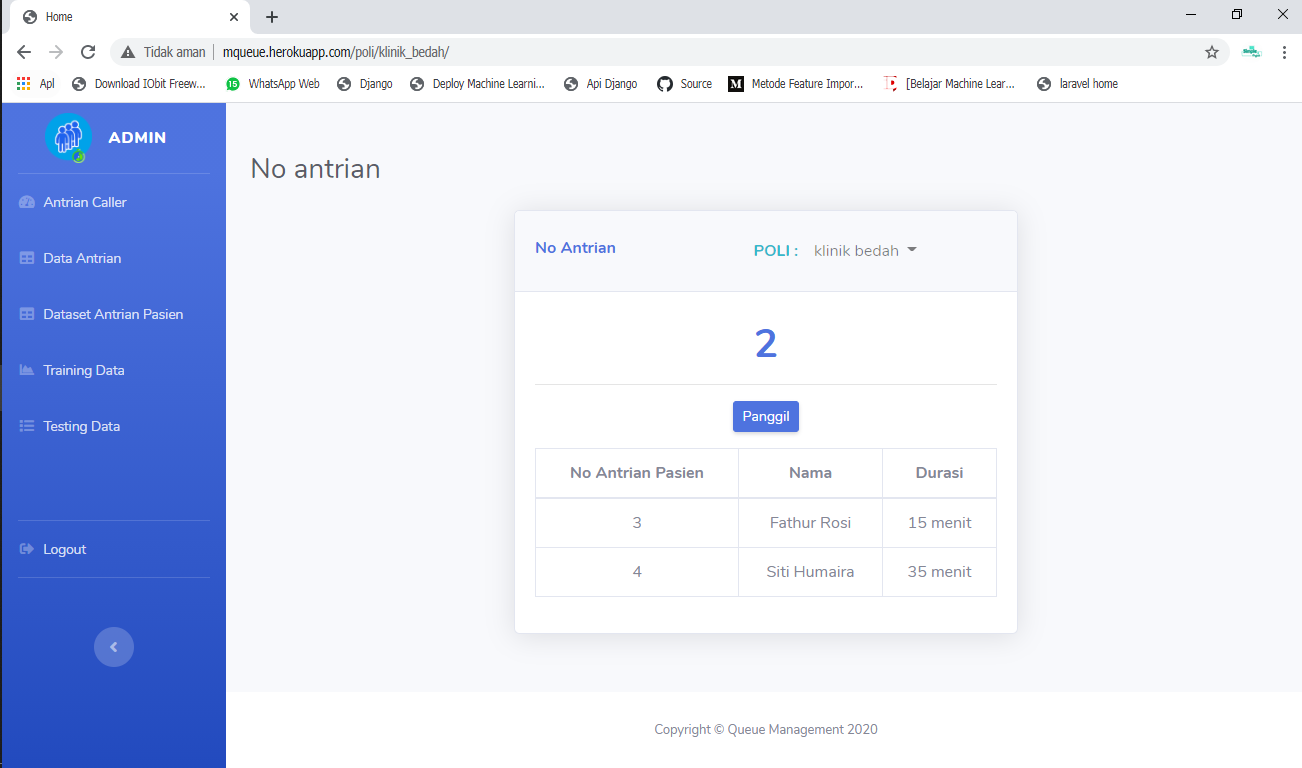 Home
Tidak aman | mqueue.herokuapp.com/poli/klinik_bedah/
Apl Download IObit Freew... WhatsApp Web Django Deploy Machine Learni... Api Django Source Metode Feature Impor... [Belajar Machine Lear... laravel home
ADMIN
Antrian Caller
Data Antrian
Dataset Antrian Pasien
Training Data
Testing Data
Logout
No antrian
No Antrian POLI : klinik bedah
2
Panggil
No Antrian Pasien Nama Durasi
3 Fathur Rosi 15 menit
4 Siti Humaira 35 menit
Copyright © Queue Management 2020